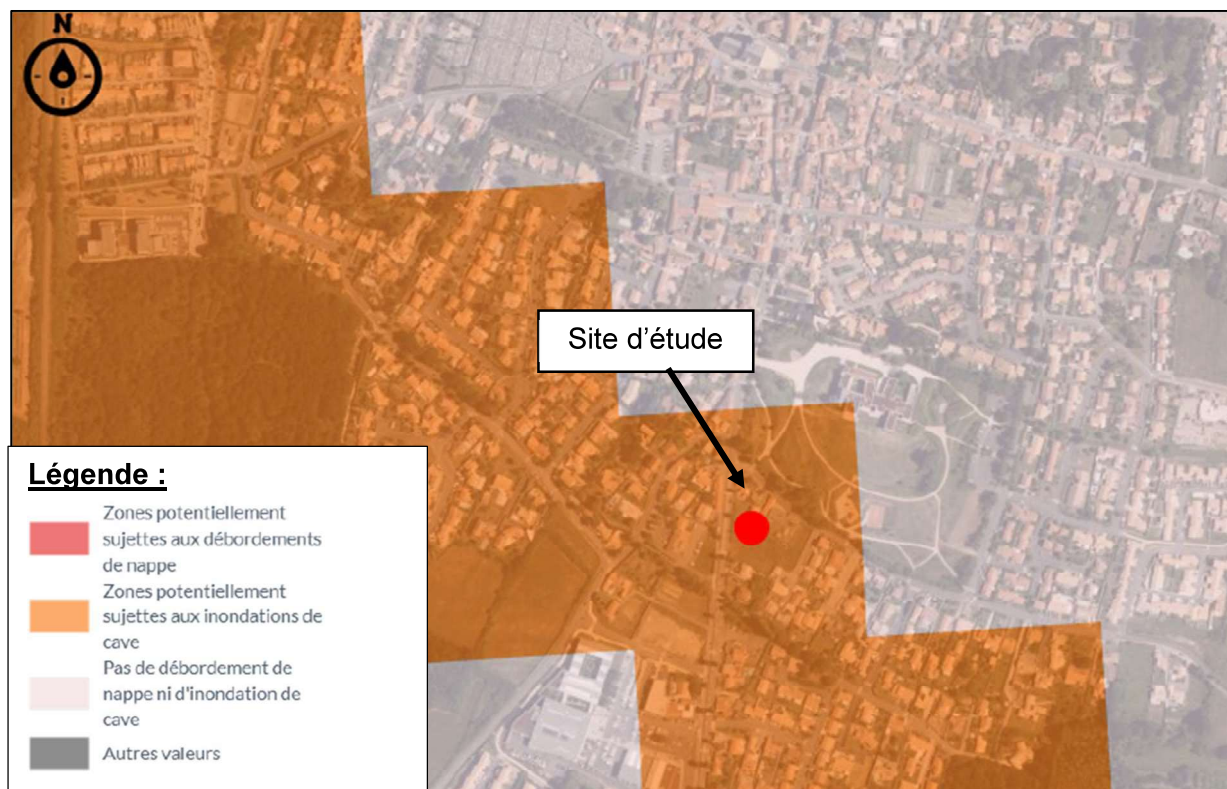 N
Site d'étude
Légende :
Zones potentiellement
sujettes aux débordements
de nappe
Zones potentiellement
sujettes aux inondations de
cave
Pas de débordement de
nappe ni d'inondation de
cave
Autres valeurs